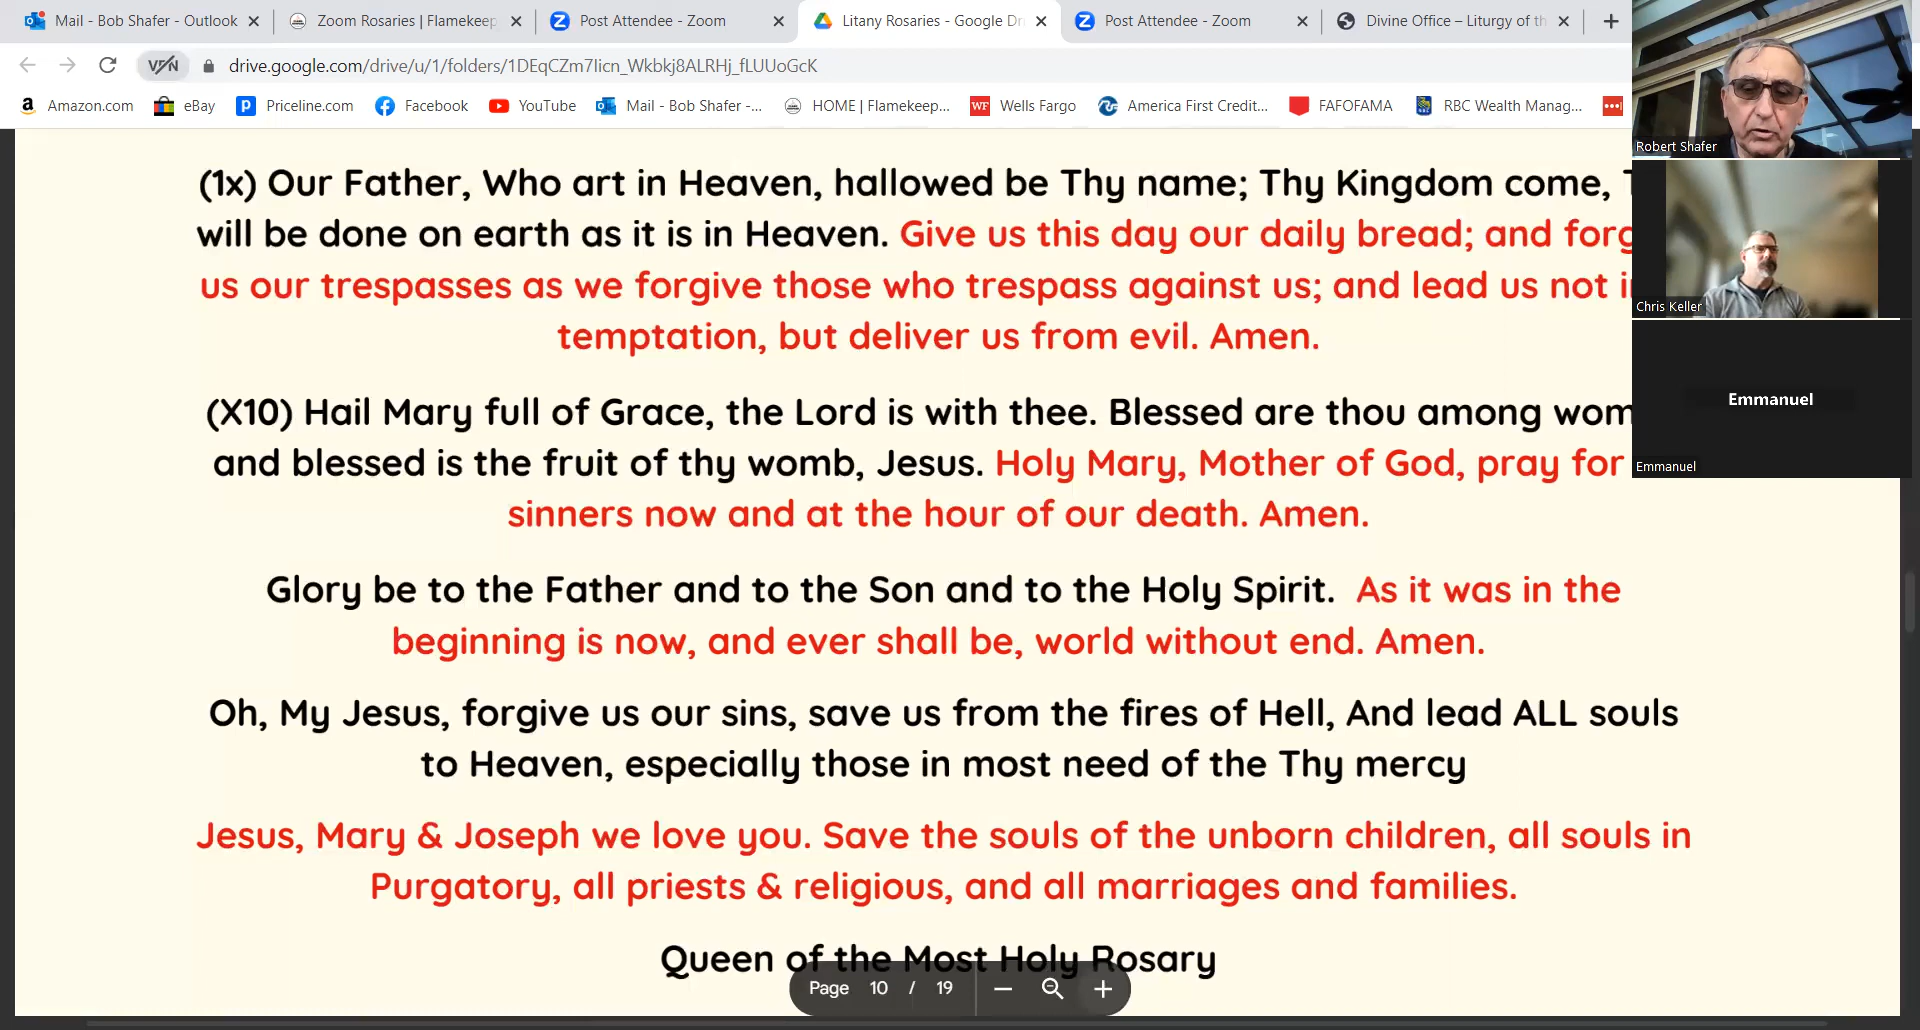 Mail - Bob Shafer - Outlook
Zoom Rosaries | Flamekeep
Post Attendee - Zoom
Litany Rosaries - Google Dr
Post Attendee - Zoom
Divine Office – Liturgy of th
VPN
drive.google.com/drive/u/1/folders/1DEqCZm7Iicn_Wkbkj8ALRHj_fLUUoGcK
Amazon.com
eBay
Priceline.com
Facebook
YouTube
Mail - Bob Shafer -...
HOME | Flamekeep...
WF Wells Fargo
America First Credit...
FAFOFAMA
RBC Wealth Manag...
Robert Shafer
Chris Keller
Emmanuel
Emmanuel
(1x) Our Father, Who art in Heaven, hallowed be Thy name; Thy Kingdom come, T
will be done on earth as it is in Heaven. Give us this day our daily bread; and forg
us our trespasses as we forgive those who trespass against us; and lead us not in
temptation, but deliver us from evil. Amen.
(X10) Hail Mary full of Grace, the Lord is with thee. Blessed are thou among wom
and blessed is the fruit of thy womb, Jesus. Holy Mary, Mother of God, pray for
sinners now and at the hour of our death. Amen.
Glory be to the Father and to the Son and to the Holy Spirit. As it was in the
beginning is now, and ever shall be, world without end. Amen.
Oh, My Jesus, forgive us our sins, save us from the fires of Hell, And lead ALL souls
to Heaven, especially those in most need of the Thy mercy
Jesus, Mary & Joseph we love you. Save the souls of the unborn children, all souls in
Purgatory, all priests & religious, and all marriages and families.
Queen of the Most Holy Rosary
Page 10 / 19